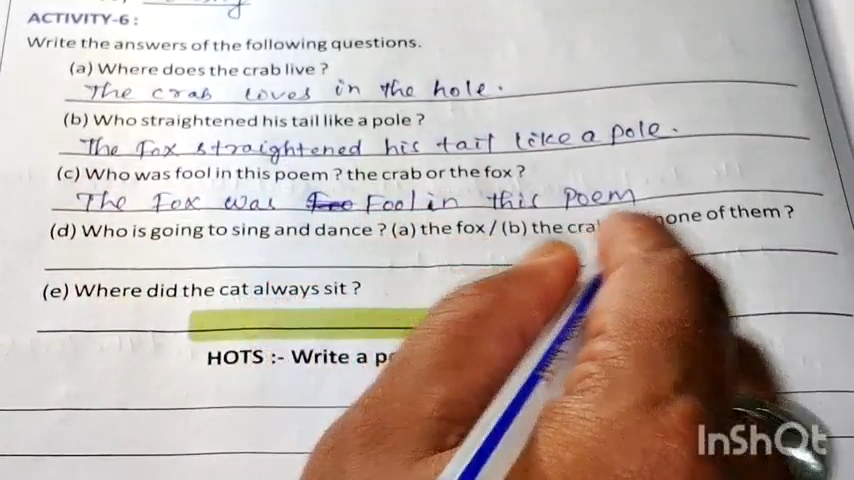 ACTIVITY-6 :
Write the answers of the following questions.
(a) Where does the crab live ?
The crab loves in the hole.
(b) Who straightened his tail like a pole ?
The Fox straightened his tail like a pole.
(c) Who was fool in this poem ? the crab or the fox ?
The Fox was Fool in this poem
(d) Who is going to sing and dance ? (a) the fox / (b) the none of them ?
(e) Where did the cat always sit ?
HOTS :- Write a
InShot